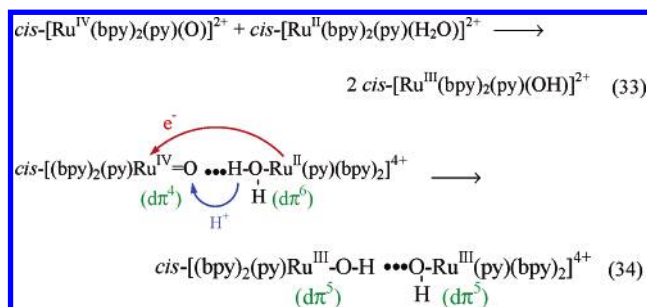 cis-[Ru^IV(bpy)₂(py)(O)]²⁺ + cis-[Ru^II(bpy)₂(py)(H₂O)]²⁺ ⟶
2 cis-[Ru^III(bpy)₂(py)(OH)]²⁺ (33)
e⁻
cis-[(bpy)₂(py)Ru^IV=O •••H-O-Ru^II(py)(bpy)₂]⁴⁺ ⟶
(dπ⁴) H⁺ H (dπ⁶)
cis-[(bpy)₂(py)Ru^III-O-H •••O-Ru^III(py)(bpy)₂]⁴⁺ (34)
(dπ⁵) H (dπ⁵)